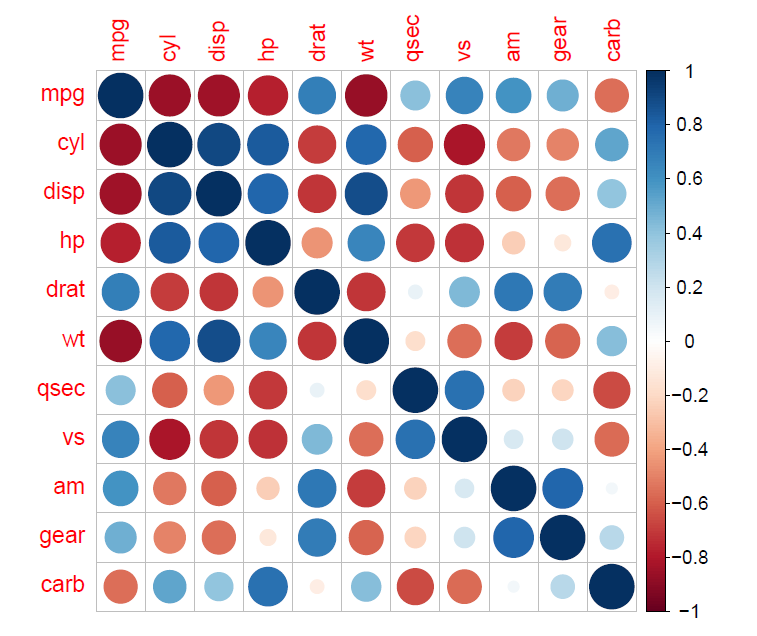 mpg cyl disp hp drat wt qsec vs am gear carb
mpg
cyl
disp
hp
drat
wt
qsec
vs
am
gear
carb
1
0.8
0.6
0.4
0.2
0
−0.2
−0.4
−0.6
−0.8
−1